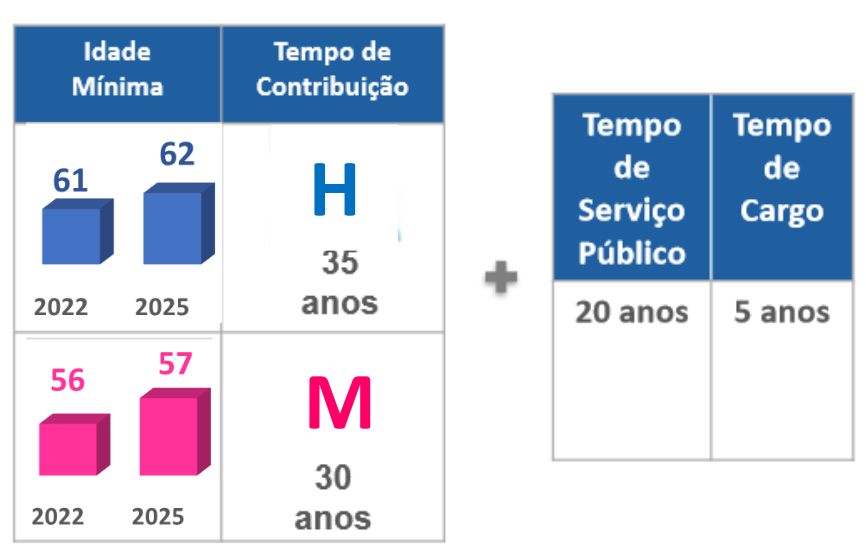 Idade
Mínima
Tempo de
Contribuição
61
62
2022
2025
H
35
anos
56
57
2022
2025
M
30
anos
+
Tempo
de
Serviço
Público
Tempo
de
Cargo
20 anos
5 anos